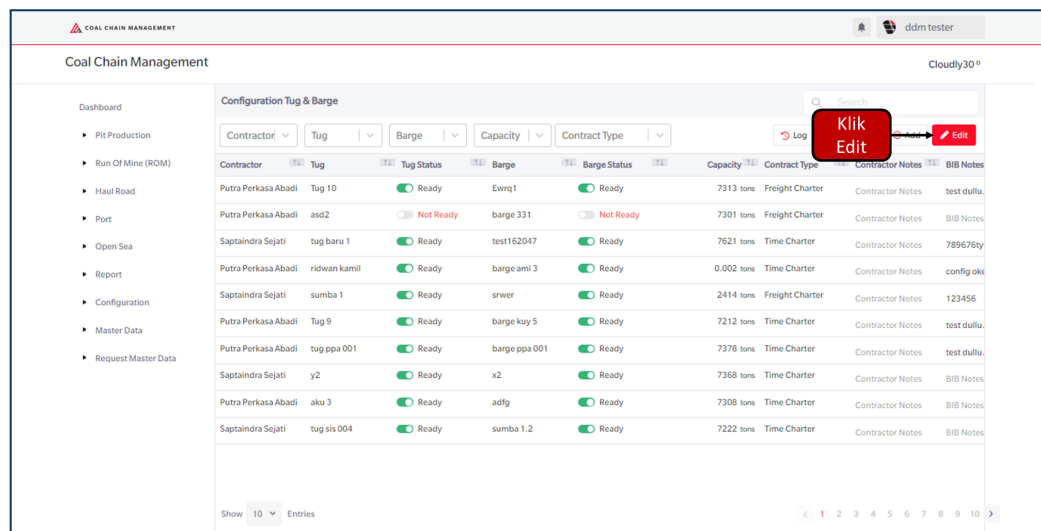 COAL CHAIN MANAGEMENT
ddm tester
Coal Chain Management
Cloudly30°
Dashboard
Pit Production
Run Of Mine (ROM)
Haul Road
Port
Open Sea
Report
Configuration
Master Data
Request Master Data
Configuration Tug & Barge
Search
Contractor Tug Barge Capacity Contract Type Log Add Edit
Klik
Edit
Contractor Tug Tug Status Barge Barge Status Capacity Contract Type Contractor Notes BIB Notes
Putra Perkasa Abadi Tug 10 Ready Ewrq1 Ready 7313 tons Freight Charter Contractor Notes test dullu.
Putra Perkasa Abadi asd2 Not Ready barge 331 Not Ready 7301 tons Freight Charter Contractor Notes BIB Notes
Saptaindra Sejati tug baru 1 Ready test162047 Ready 7621 tons Time Charter Contractor Notes 789676ty
Putra Perkasa Abadi ridwan kamil Ready barge ami 3 Ready 0.002 tons Time Charter Contractor Notes config oke
Saptaindra Sejati sumba 1 Ready srwer Ready 2414 tons Freight Charter Contractor Notes 123456
Putra Perkasa Abadi Tug 9 Ready barge kuy 5 Ready 7212 tons Time Charter Contractor Notes test dullu.
Putra Perkasa Abadi tug ppa 001 Ready barge ppa 001 Ready 7378 tons Time Charter Contractor Notes test dullu.
Saptaindra Sejati y2 Ready x2 Ready 7368 tons Time Charter Contractor Notes BIB Notes
Putra Perkasa Abadi aku 3 Ready adfg Ready 7308 tons Time Charter Contractor Notes BIB Notes
Saptaindra Sejati tug sis 004 Ready sumba 1.2 Ready 7222 tons Time Charter Contractor Notes BIB Notes
Show 10 Entries
1 2 3 4 5 6 7 8 9 10